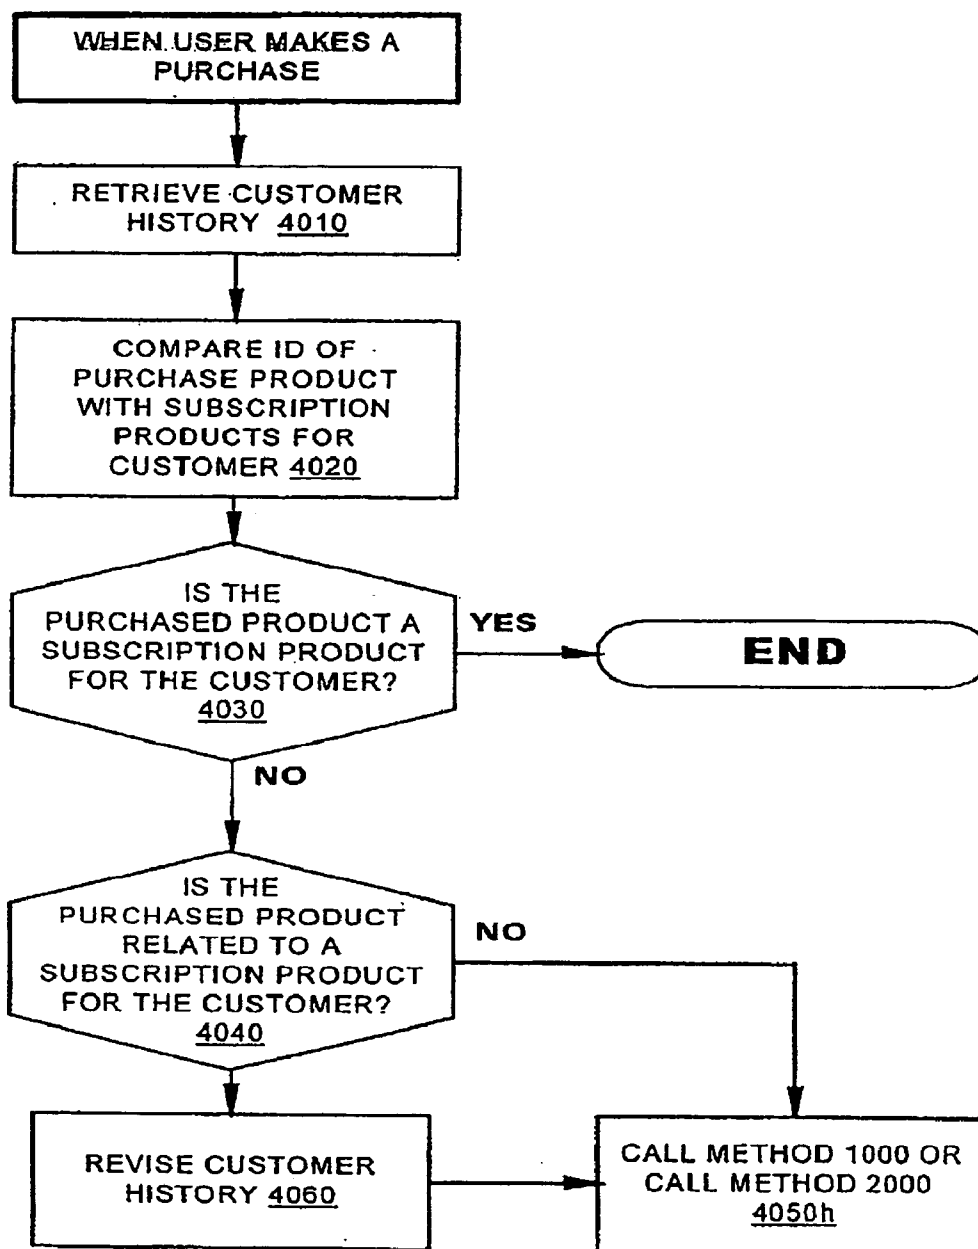 WHEN USER MAKES A
PURCHASE
RETRIEVE CUSTOMER
HISTORY 4010
COMPARE ID OF
PURCHASE PRODUCT
WITH SUBSCRIPTION
PRODUCTS FOR
CUSTOMER 4020
IS THE
PURCHASED PRODUCT A
SUBSCRIPTION PRODUCT
FOR THE CUSTOMER?
4030
YES
END
NO
IS THE
PURCHASED PRODUCT
RELATED TO A
SUBSCRIPTION PRODUCT
FOR THE CUSTOMER?
4040
NO
REVISE CUSTOMER
HISTORY 4060
CALL METHOD 1000 OR
CALL METHOD 2000
4050h